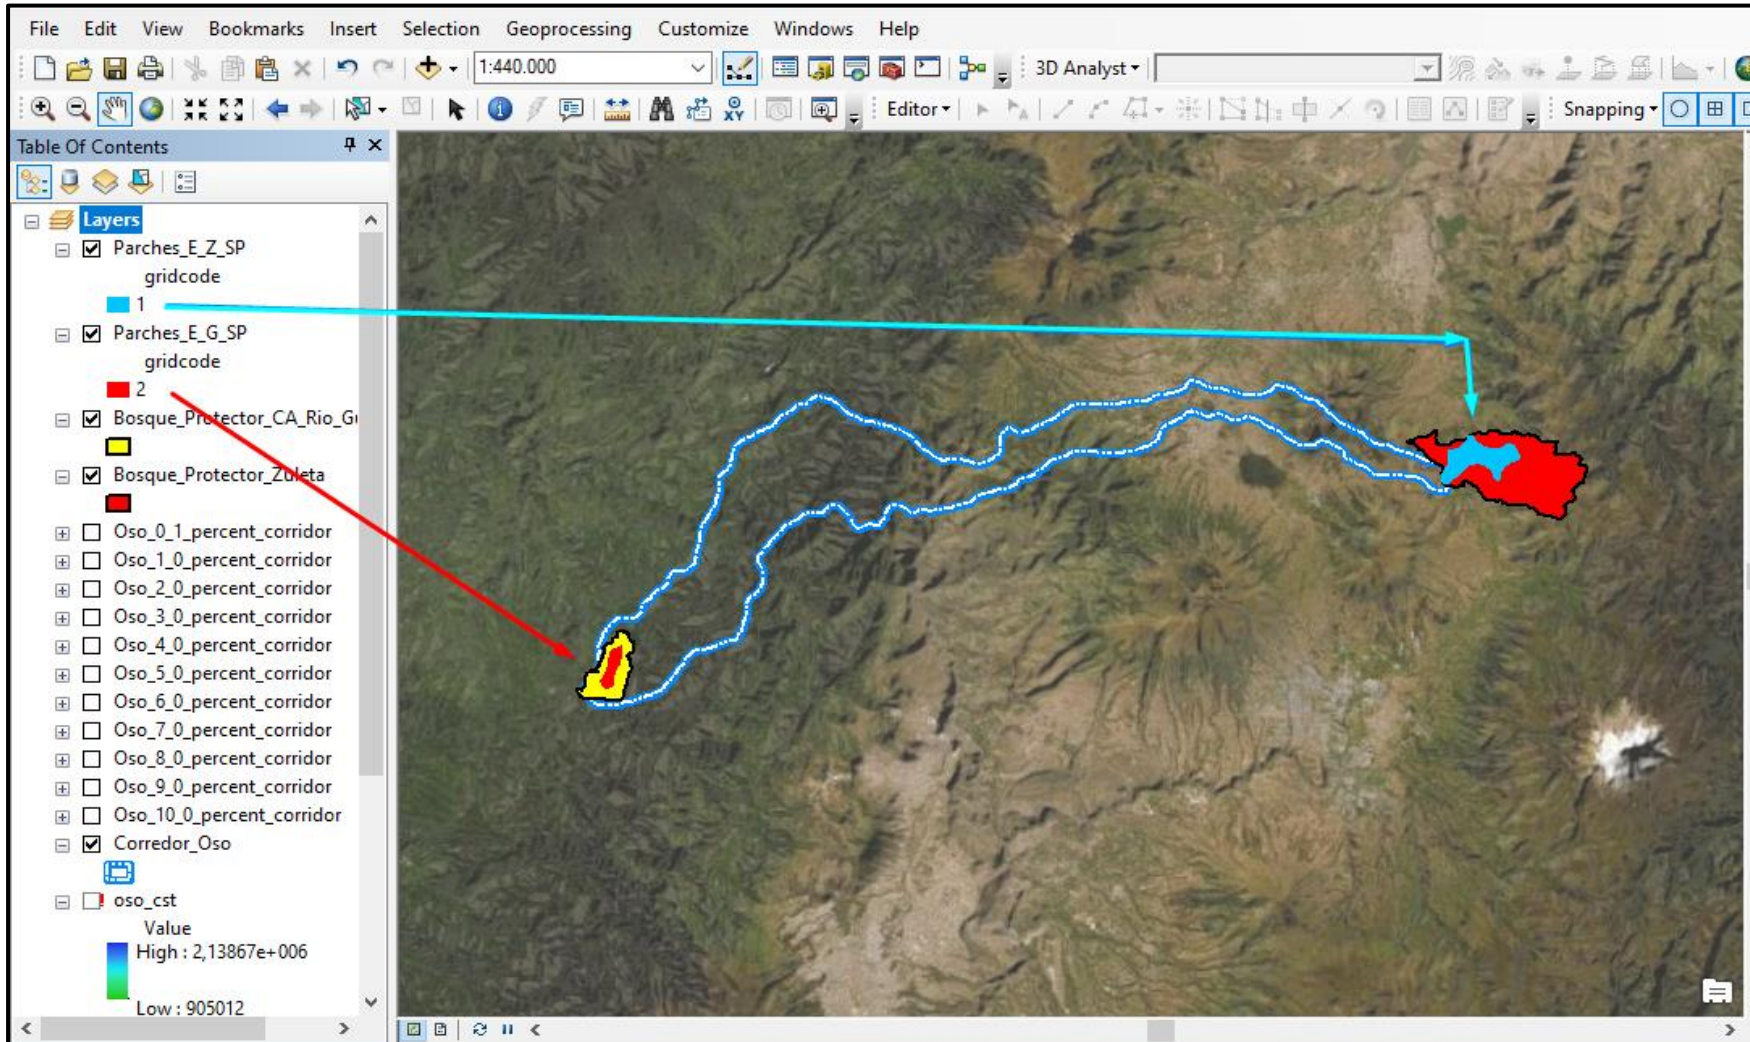 File Edit View Bookmarks Insert Selection Geoprocessing Customize Windows Help
1:440.000 3D Analyst
Editor Snapping
Table Of Contents
Layers
Parches_E_Z_SP
gridcode
1
Parches_E_G_SP
gridcode
2
Bosque_Protector_CA_Rio_Gu
Bosque_Protector_Zuleta
Oso_0_1_percent_corridor
Oso_1_0_percent_corridor
Oso_2_0_percent_corridor
Oso_3_0_percent_corridor
Oso_4_0_percent_corridor
Oso_5_0_percent_corridor
Oso_6_0_percent_corridor
Oso_7_0_percent_corridor
Oso_8_0_percent_corridor
Oso_9_0_percent_corridor
Oso_10_0_percent_corridor
Corredor_Oso
oso_cst
Value
High : 2,13867e+006
Low : 905012